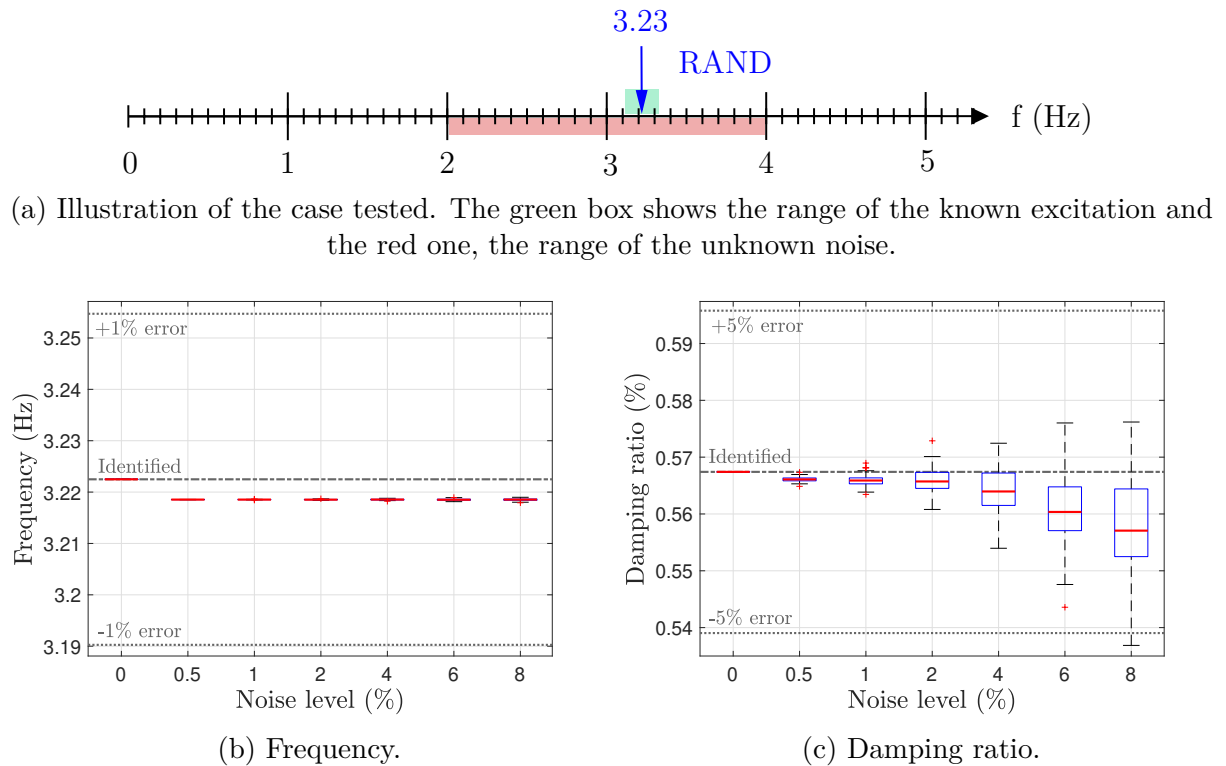 3.23
RAND
f (Hz)
0 1 2 3 4 5
(a) Illustration of the case tested. The green box shows the range of the known excitation and
the red one, the range of the unknown noise.
+1% error
Identified
-1% error
3.25
3.24
3.23
3.22
3.21
3.2
3.19
Frequency (Hz)
0 0.5 1 2 4 6 8
Noise level (%)
(b) Frequency.
+5% error
Identified
-5% error
0.59
0.58
0.57
0.56
0.55
0.54
Damping ratio (%)
0 0.5 1 2 4 6 8
Noise level (%)
(c) Damping ratio.